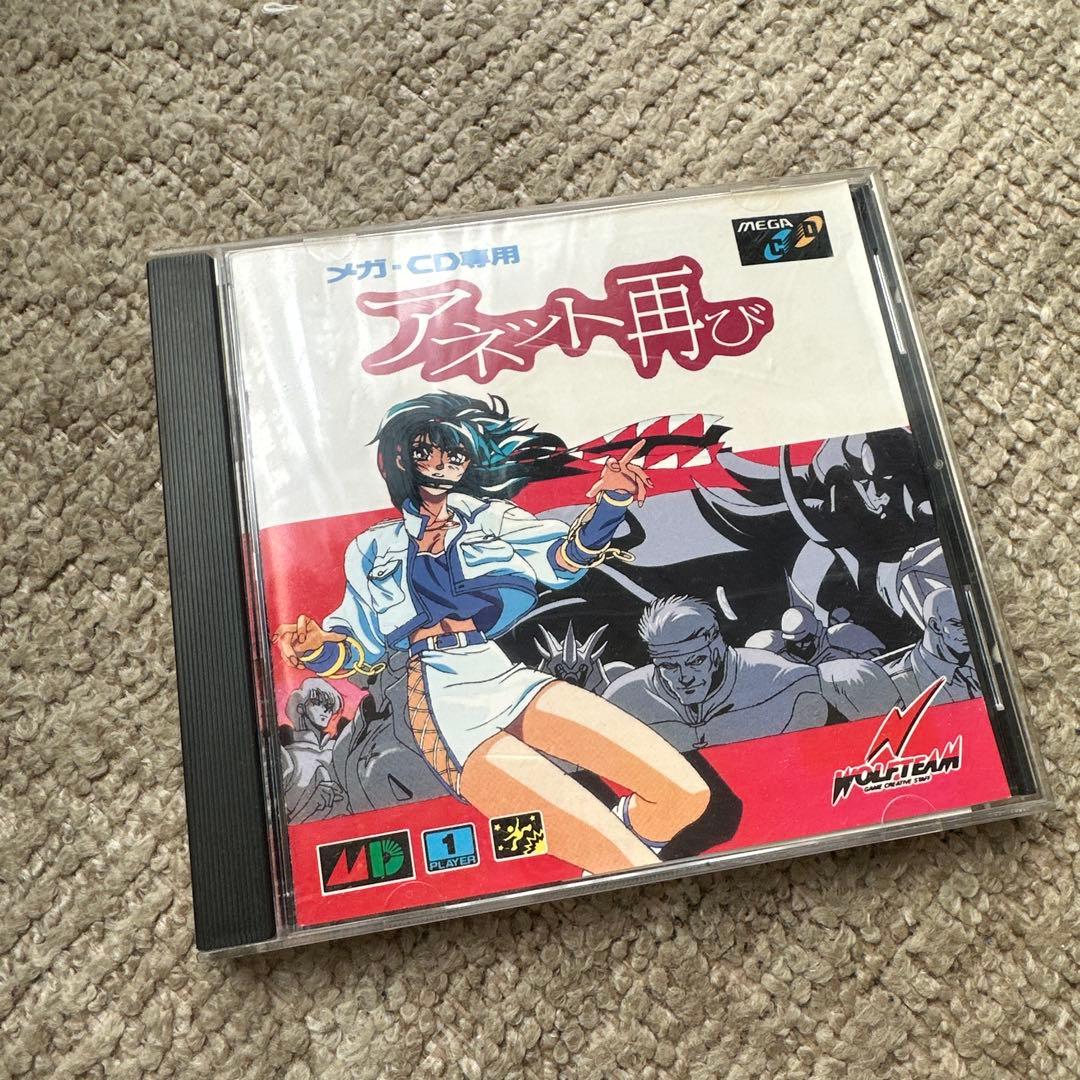 MEGA
CD
メガ-CD専用
アネット再び
WOLFTEAM
GAME CREATIVE STAFF
MD
1
PLAYER